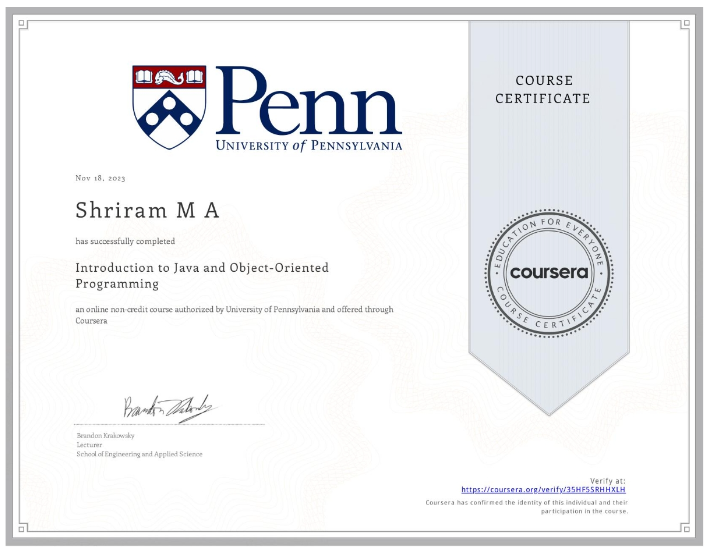 Penn
UNIVERSITY of PENNSYLVANIA
COURSE
CERTIFICATE
Nov 18, 2023
Shriram M A
has successfully completed
Introduction to Java and Object-Oriented
Programming
an online non-credit course authorized by University of Pennsylvania and offered through
Coursera
EDUCATION FOR EVERYONE
coursera
COURSE CERTIFICATE
Brandon Krakowsky
Lecturer
School of Engineering and Applied Science
Verify at:
https://coursera.org/verify/35HF5SRHHXLH
Coursera has confirmed the identity of this individual and their
participation in the course.